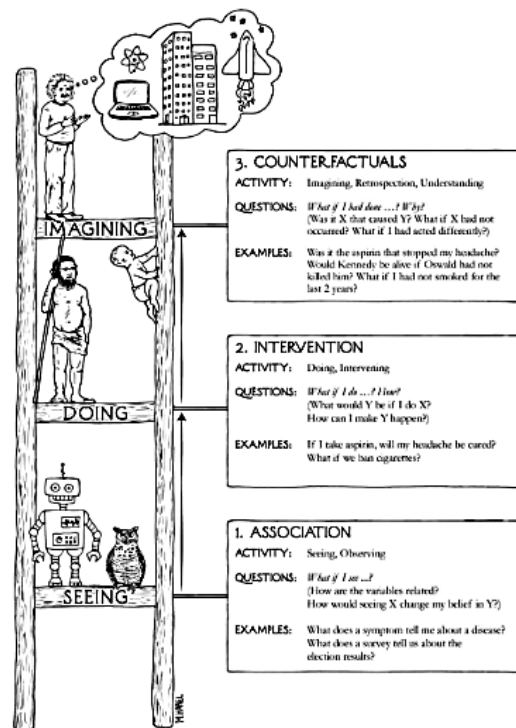 3. COUNTERFACTUALS
ACTIVITY: Imagining, Retrospection, Understanding
QUESTIONS: What if I had done ...? Why?
(Was it X that caused Y? What if X had not
occurred? What if I had acted differently?)
EXAMPLES: Was it the aspirin that stopped my headache?
Would Kennedy be alive if Oswald had not
killed him? What if I had not smoked for the
last 2 years?
IMAGINING
2. INTERVENTION
ACTIVITY: Doing, Intervening
QUESTIONS: What if I do ...? How?
(What would Y be if I do X?
How can I make Y happen?)
EXAMPLES: If I take aspirin, will my headache be cured?
What if we ban cigarettes?
DOING
1. ASSOCIATION
ACTIVITY: Seeing, Observing
QUESTIONS: What if I see ...?
(How are the variables related?
How would seeing X change my belief in Y?)
EXAMPLES: What does a symptom tell me about a disease?
What does a survey tell us about the
election results?
SEEING